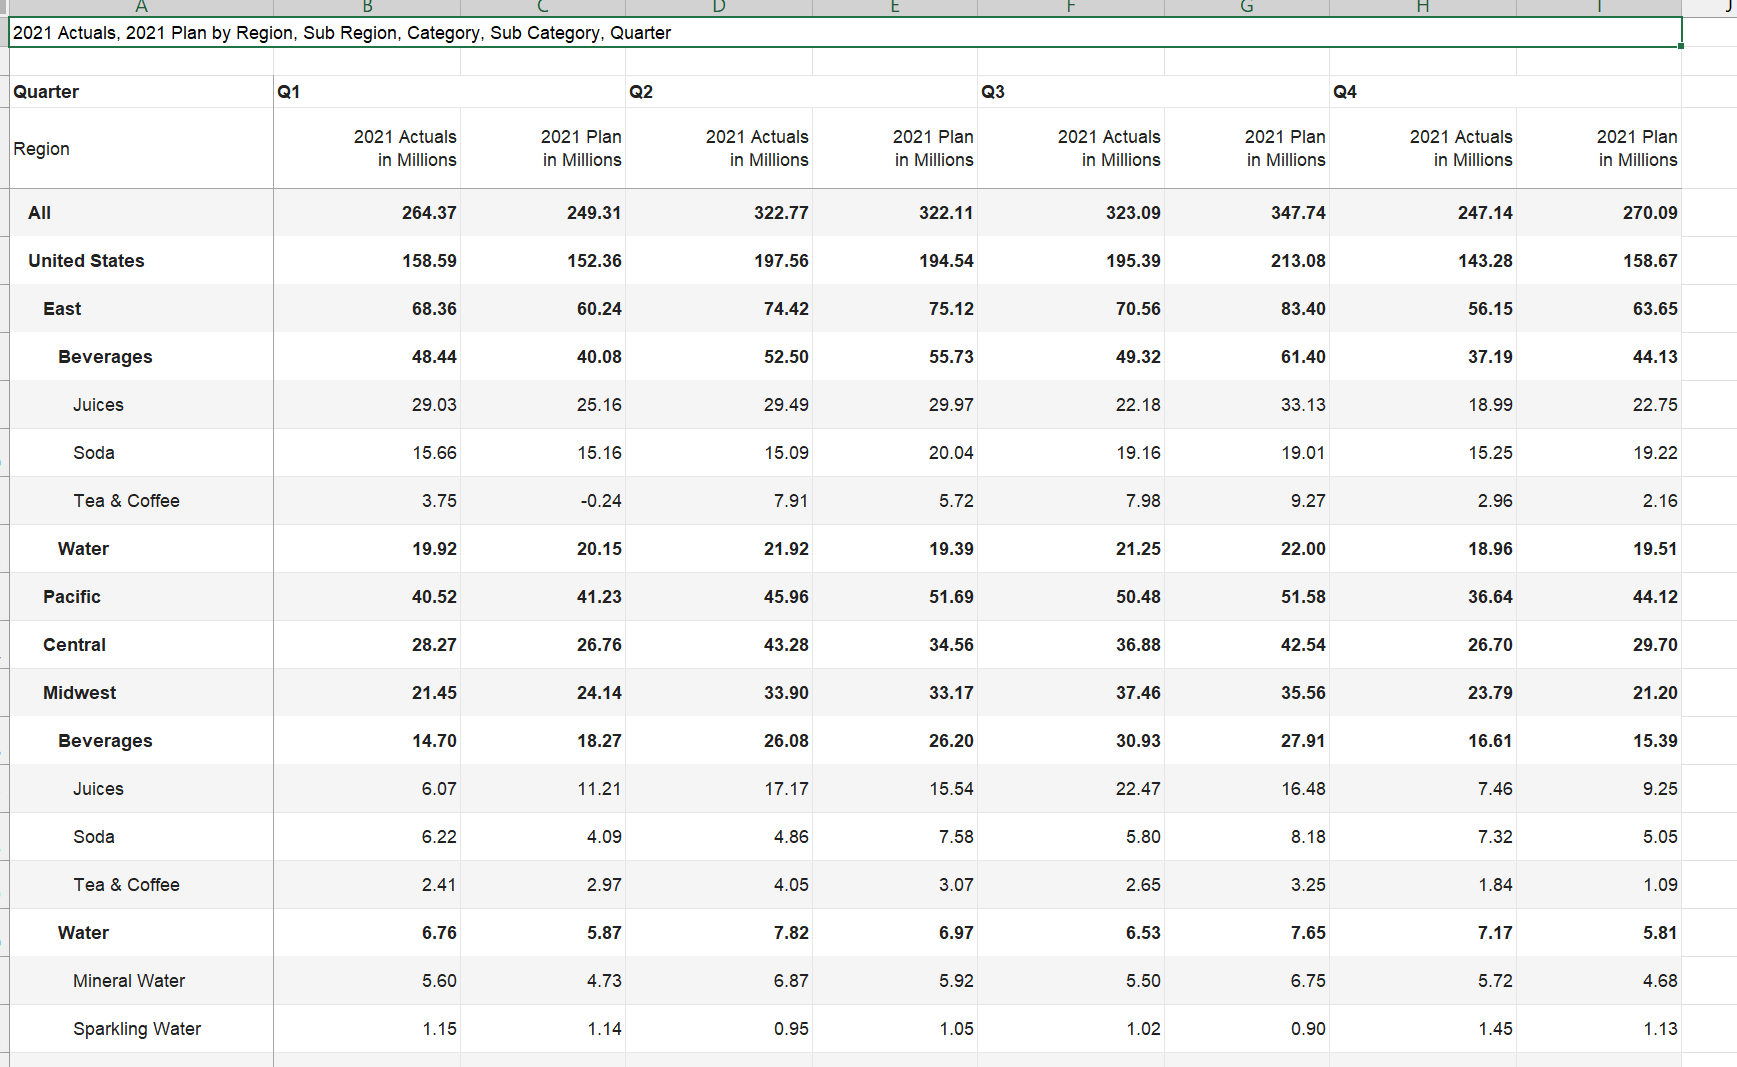 A B C D E F G H I J
2021 Actuals, 2021 Plan by Region, Sub Region, Category, Sub Category, Quarter
Quarter Q1 Q2 Q3 Q4
Region 2021 Actuals in Millions 2021 Plan in Millions 2021 Actuals in Millions 2021 Plan in Millions 2021 Actuals in Millions 2021 Plan in Millions 2021 Actuals in Millions 2021 Plan in Millions
All 264.37 249.31 322.77 322.11 323.09 347.74 247.14 270.09
United States 158.59 152.36 197.56 194.54 195.39 213.08 143.28 158.67
East 68.36 60.24 74.42 75.12 70.56 83.40 56.15 63.65
Beverages 48.44 40.08 52.50 55.73 49.32 61.40 37.19 44.13
Juices 29.03 25.16 29.49 29.97 22.18 33.13 18.99 22.75
Soda 15.66 15.16 15.09 20.04 19.16 19.01 15.25 19.22
Tea & Coffee 3.75 -0.24 7.91 5.72 7.98 9.27 2.96 2.16
Water 19.92 20.15 21.92 19.39 21.25 22.00 18.96 19.51
Pacific 40.52 41.23 45.96 51.69 50.48 51.58 36.64 44.12
Central 28.27 26.76 43.28 34.56 36.88 42.54 26.70 29.70
Midwest 21.45 24.14 33.90 33.17 37.46 35.56 23.79 21.20
Beverages 14.70 18.27 26.08 26.20 30.93 27.91 16.61 15.39
Juices 6.07 11.21 17.17 15.54 22.47 16.48 7.46 9.25
Soda 6.22 4.09 4.86 7.58 5.80 8.18 7.32 5.05
Tea & Coffee 2.41 2.97 4.05 3.07 2.65 3.25 1.84 1.09
Water 6.76 5.87 7.82 6.97 6.53 7.65 7.17 5.81
Mineral Water 5.60 4.73 6.87 5.92 5.50 6.75 5.72 4.68
Sparkling Water 1.15 1.14 0.95 1.05 1.02 0.90 1.45 1.13